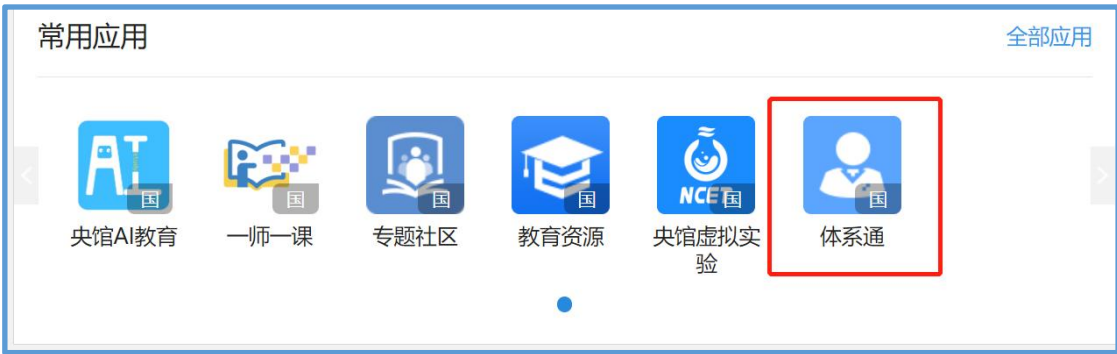 常用应用
全部应用
AI
国
国
国
国
NCET
国
国
央馆AI教育
一师一课
专题社区
教育资源
央馆虚拟实
验
体系通